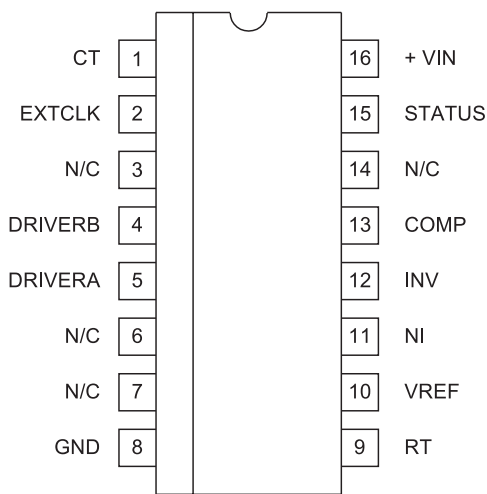 CT 1 16 + VIN
EXTCLK 2 15 STATUS
N/C 3 14 N/C
DRIVERB 4 13 COMP
DRIVERA 5 12 INV
N/C 6 11 NI
N/C 7 10 VREF
GND 8 9 RT